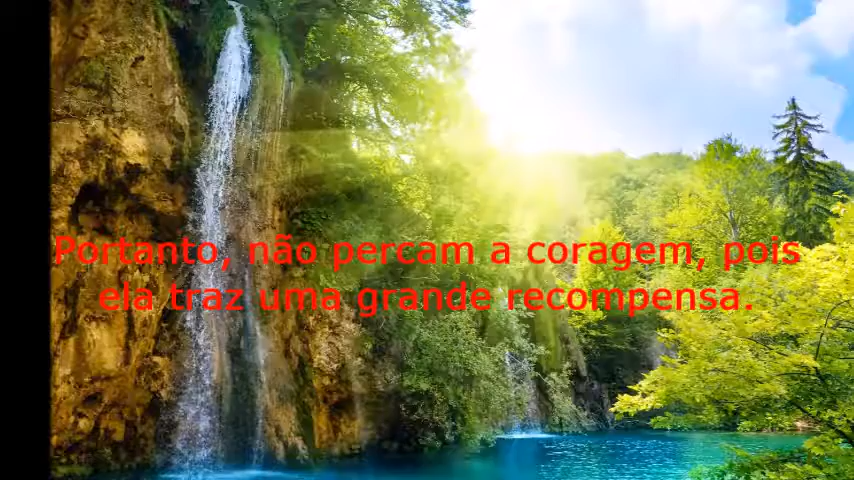 Portanto, não percam a coragem, pois
ela traz uma grande recompensa.